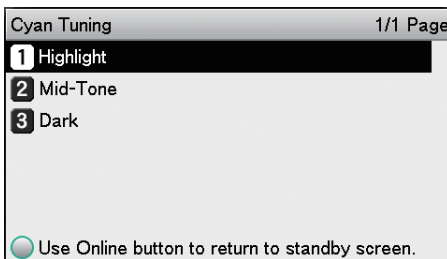 Cyan Tuning 1/1 Page
1 Highlight
2 Mid-Tone
3 Dark
Use Online button to return to standby screen.